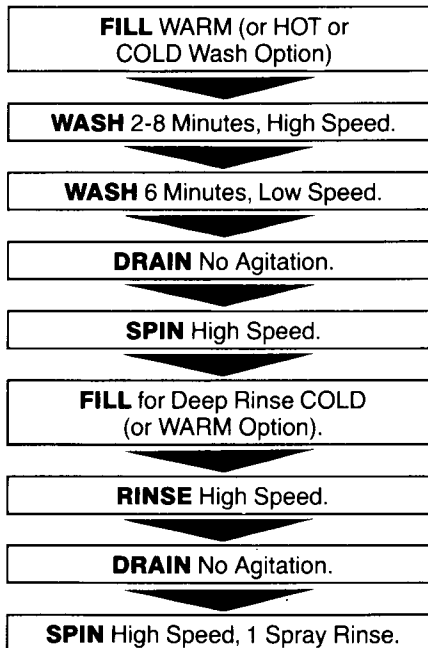 FILL WARM (or HOT or
COLD Wash Option)
WASH 2-8 Minutes, High Speed.
WASH 6 Minutes, Low Speed.
DRAIN No Agitation.
SPIN High Speed.
FILL for Deep Rinse COLD
(or WARM Option).
RINSE High Speed.
DRAIN No Agitation.
SPIN High Speed, 1 Spray Rinse.